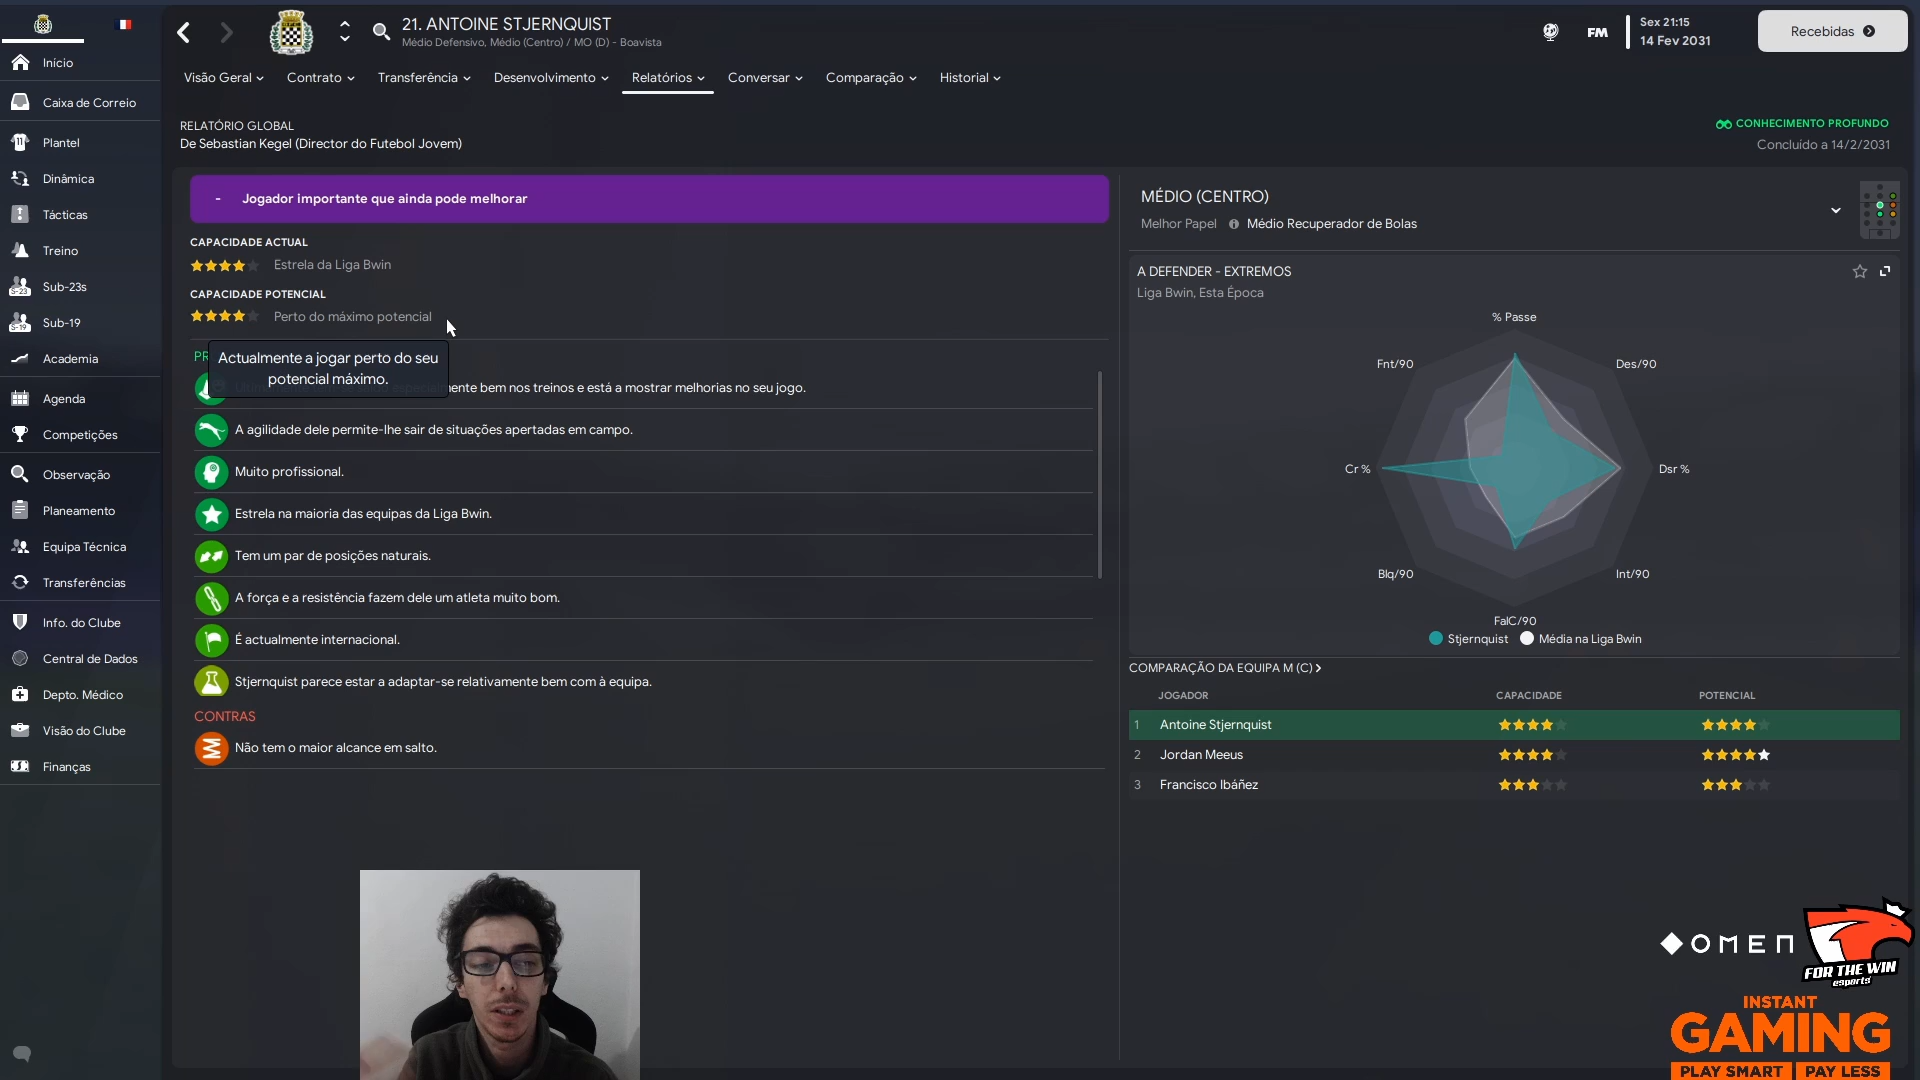 21. ANTOINE STJERNQUIST
Médio Defensivo, Médio (Centro) / MO (D) - Boavista
FM
Sex 21:15
14 Fev 2031
Recebidas
Início
Caixa de Correio
Plantel
Dinâmica
Tácticas
Treino
S-23
Sub-23s
S-19
Sub-19
Academia
Agenda
Competições
Observação
Planeamento
Equipa Técnica
Transferências
Info. do Clube
Central de Dados
Depto. Médico
Visão do Clube
Finanças
Visão Geral
Contrato
Transferência
Desenvolvimento
Relatórios
Conversar
Comparação
Historial
RELATÓRIO GLOBAL
De Sebastian Kegel (Director do Futebol Jovem)
CONHECIMENTO PROFUNDO
Concluído a 14/2/2031
- Jogador importante que ainda pode melhorar
CAPACIDADE ACTUAL
Estrela da Liga Bwin
CAPACIDADE POTENCIAL
Perto do máximo potencial
PR
Actualmente a jogar perto do seu
potencial máximo.
mente bem nos treinos e está a mostrar melhorias no seu jogo.
A agilidade dele permite-lhe sair de situações apertadas em campo.
Muito profissional.
Estrela na maioria das equipas da Liga Bwin.
Tem um par de posições naturais.
A força e a resistência fazem dele um atleta muito bom.
É actualmente internacional.
Stjernquist parece estar a adaptar-se relativamente bem com à equipa.
CONTRAS
Não tem o maior alcance em salto.
MÉDIO (CENTRO)
Melhor Papel Médio Recuperador de Bolas
A DEFENDER - EXTREMOS
Liga Bwin, Esta Época
% Passe
Fnt/90
Des/90
Cr %
Dsr %
Blq/90
Int/90
FalC/90
Stjernquist
Média na Liga Bwin
COMPARAÇÃO DA EQUIPA M (C)
JOGADOR CAPACIDADE POTENCIAL
1 Antoine Stjernquist
2 Jordan Meeus
3 Francisco Ibáñez
OMEN
FOR THE WIN
esports
INSTANT
GAMING
PLAY SMART PAY LESS